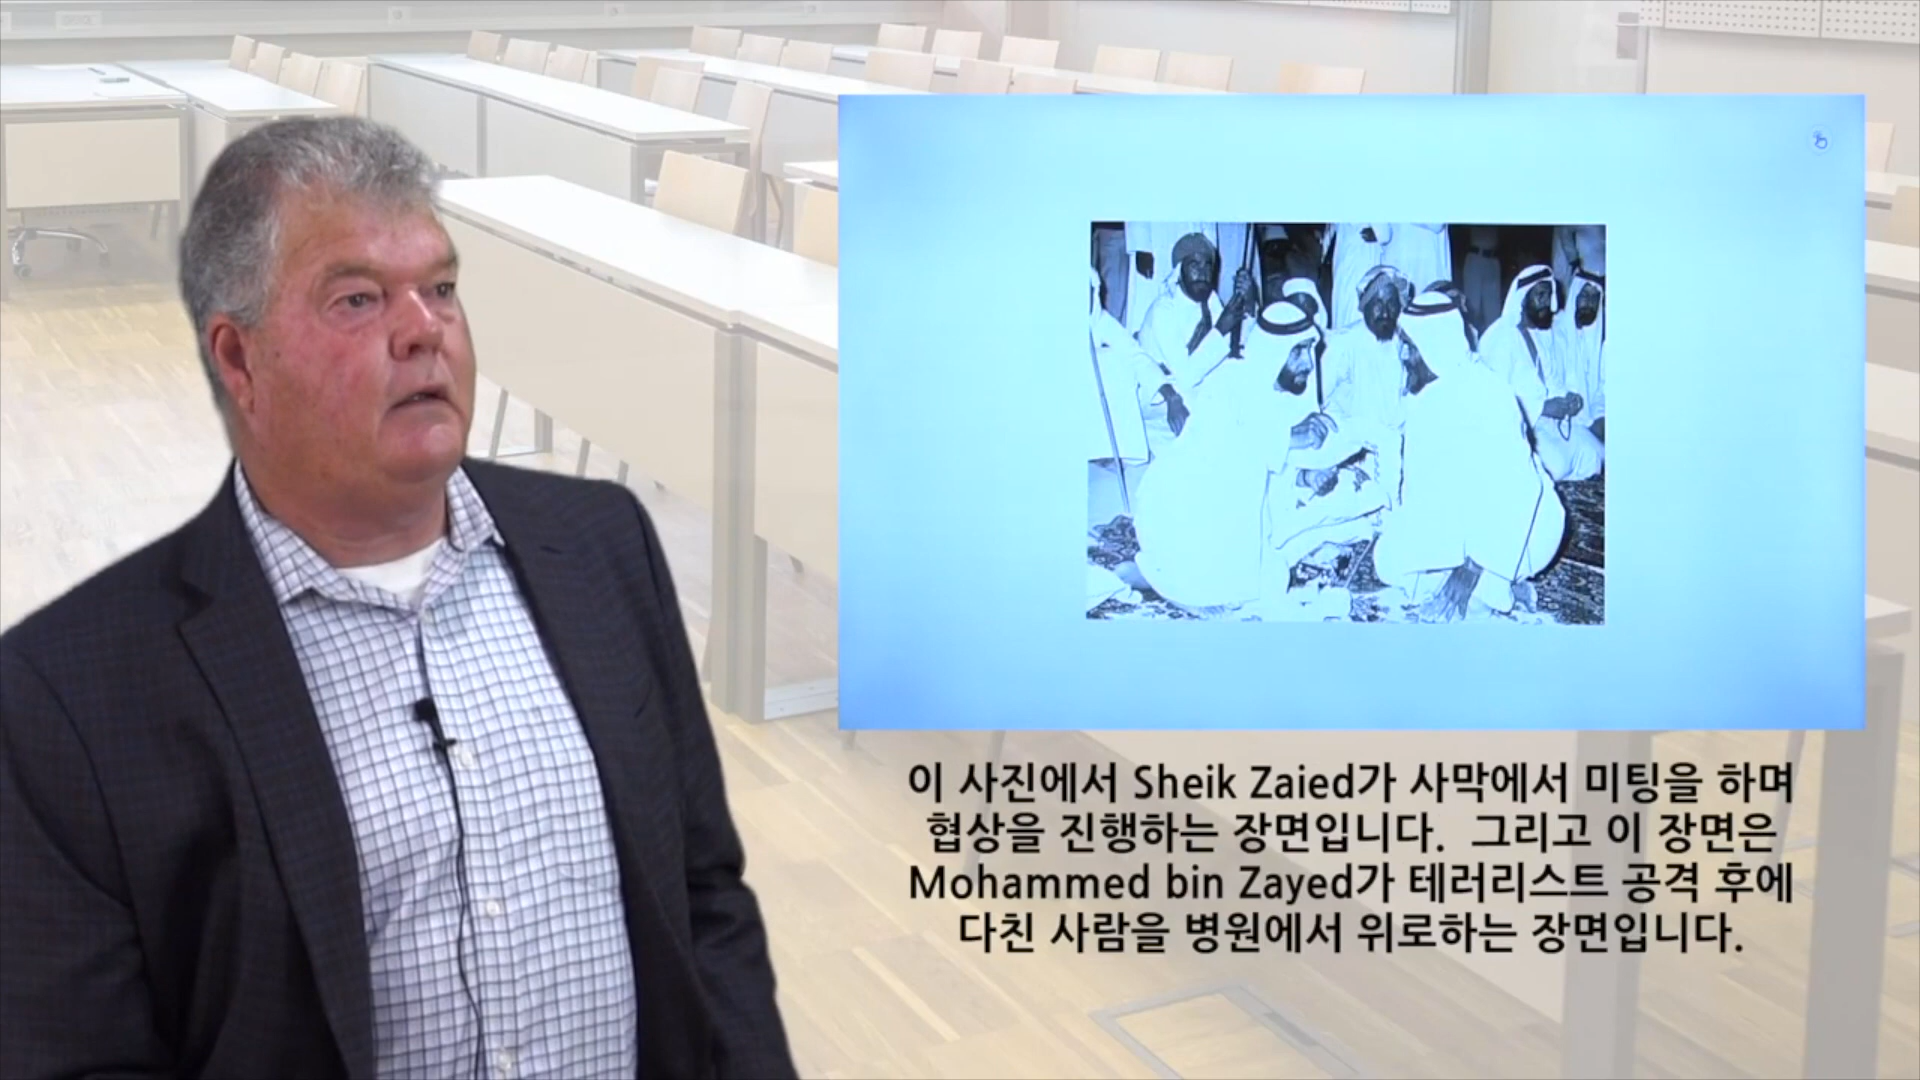 이 사진에서 Sheik Zaied가 사막에서 미팅을 하며
협상을 진행하는 장면입니다.  그리고 이 장면은
Mohammed bin Zayed가 테러리스트 공격 후에
다친 사람을 병원에서 위로하는 장면입니다.